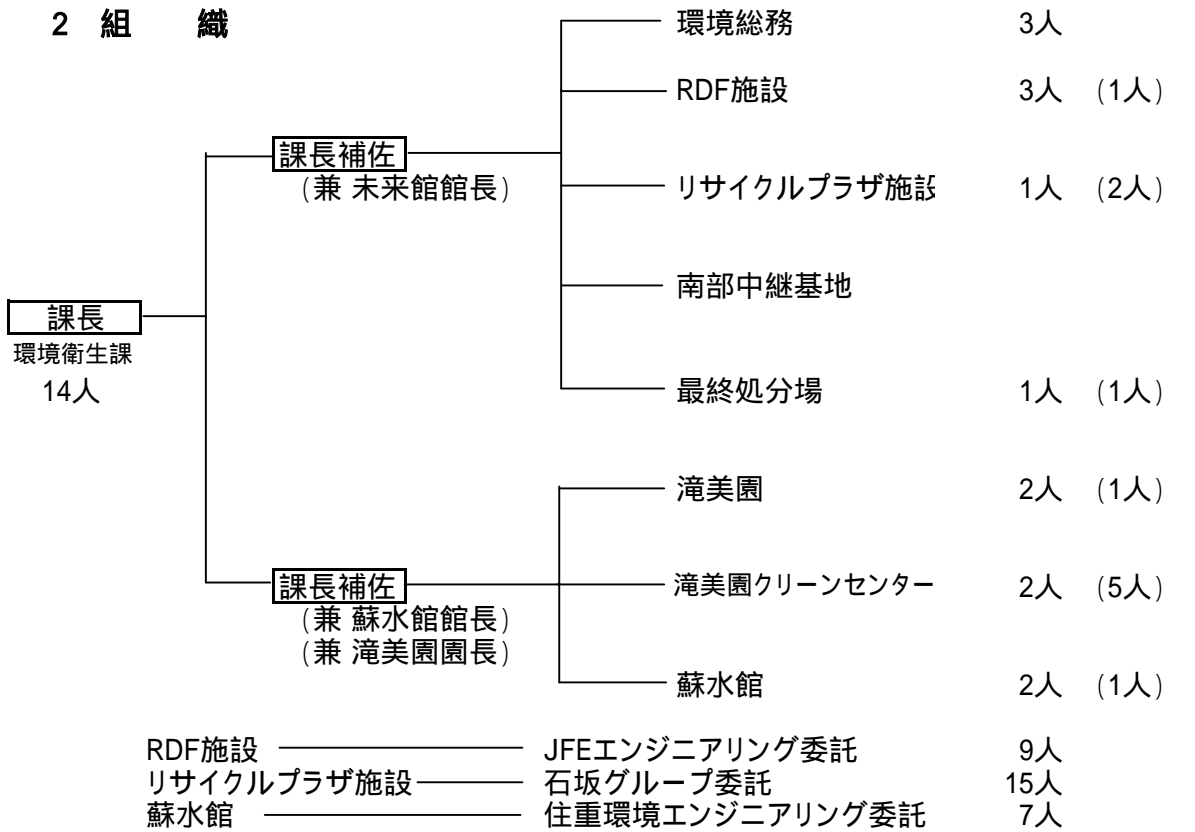 2 組 織
環境総務 3人
RDF施設 3人 (1人)
課長補佐
(兼 未来館館長)
リサイクルプラザ施設 1人 (2人)
南部中継基地
課長
環境衛生課
14人
最終処分場 1人 (1人)
滝美園 2人 (1人)
課長補佐
(兼 蘇水館館長)
(兼 滝美園園長)
滝美園クリーンセンター 2人 (5人)
蘇水館 2人 (1人)
RDF施設 JFEエンジニアリング委託 9人
リサイクルプラザ施設 石坂グループ委託 15人
蘇水館 住重環境エンジニアリング委託 7人